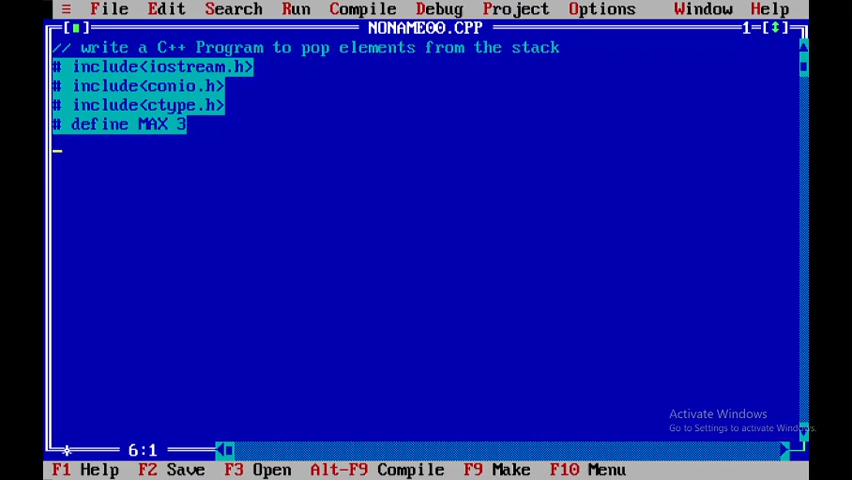 ≡ File Edit Search Run Compile Debug Project Options Window Help
[■] NONAME00.CPP 1=[↕]
// write a C++ Program to pop elements from the stack
# include<iostream.h>
# include<conio.h>
# include<ctype.h>
# define MAX 3
Activate Windows
Go to Settings to activate Windows.
6:1
F1 Help F2 Save F3 Open Alt-F9 Compile F9 Make F10 Menu